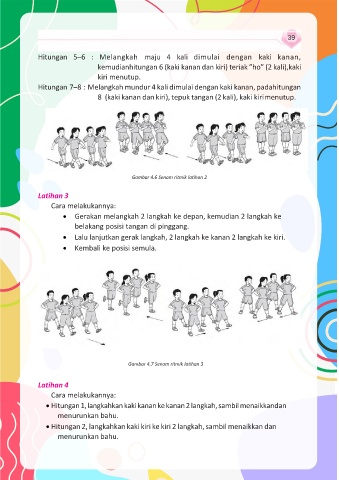 39
Hitungan 5–6 : Melangkah maju 4 kali dimulai dengan kaki kanan,
kemudianhitungan 6 (kaki kanan dan kiri) teriak "ho" (2 kali),kaki
kiri menutup.
Hitungan 7–8 : Melangkah mundur 4 kali dimulai dengan kaki kanan, padahitungan
8 (kaki kanan dan kiri), tepuk tangan (2 kali), kaki kiri menutup.
Gambar 4.6 Senam ritmik latihan 2
Latihan 3
Cara melakukannya:
• Gerakan melangkah 2 langkah ke depan, kemudian 2 langkah ke
belakang posisi tangan di pinggang.
• Lalu lanjutkan gerak langkah, 2 langkah ke kanan 2 langkah ke kiri.
• Kembali ke posisi semula.
Gambar 4.7 Senam ritmik latihan 3
Latihan 4
Cara melakukannya:
• Hitungan 1, langkahkan kaki kanan ke kanan 2 langkah, sambil menaikkandan
menurunkan bahu.
• Hitungan 2, langkahkan kaki kiri ke kiri 2 langkah, sambil menaikkan dan
menurunkan bahu.